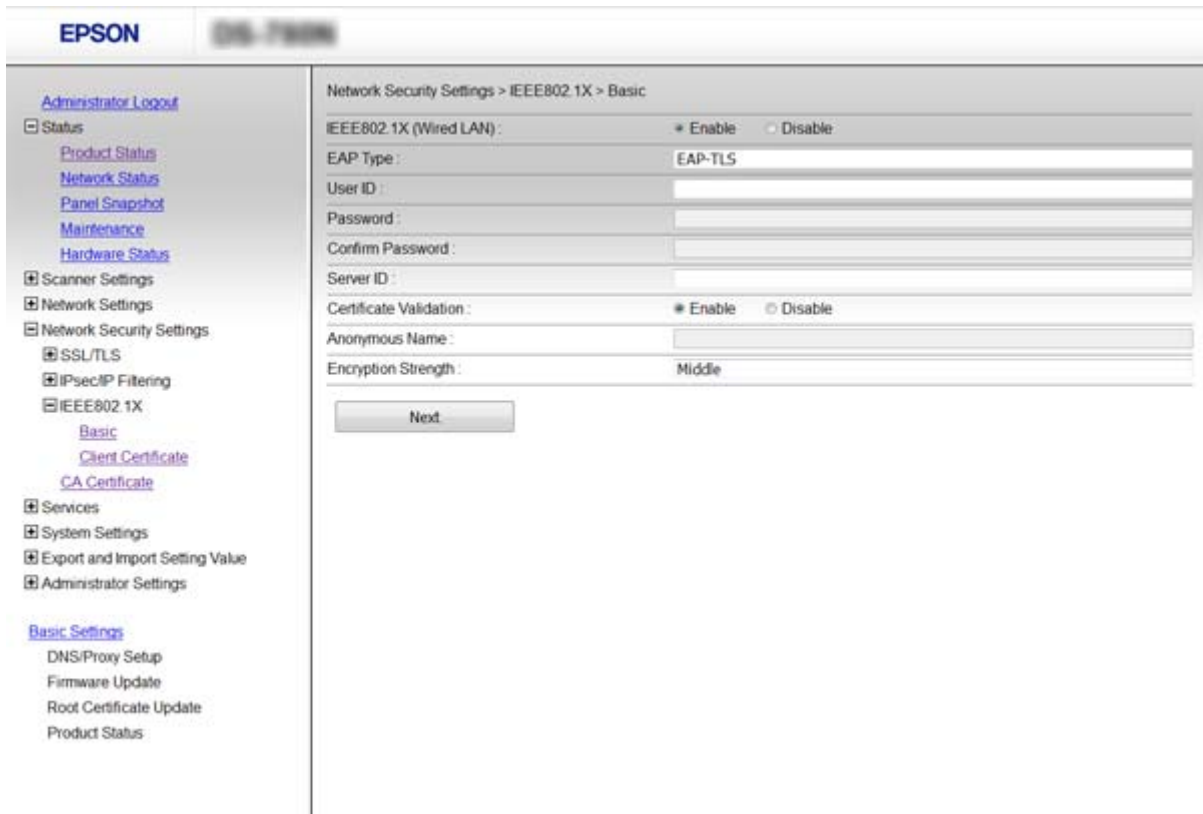 EPSON
Administrator Logout
Status
Product Status
Network Status
Panel Snapshot
Maintenance
Hardware Status
Scanner Settings
Network Settings
Network Security Settings
SSL/TLS
IPsec/IP Filtering
IEEE802.1X
Basic
Client Certificate
CA Certificate
Services
System Settings
Export and Import Setting Value
Administrator Settings
Basic Settings
DNS/Proxy Setup
Firmware Update
Root Certificate Update
Product Status
Network Security Settings > IEEE802.1X > Basic
IEEE802.1X (Wired LAN) : Enable Disable
EAP Type : EAP-TLS
User ID :
Password :
Confirm Password :
Server ID :
Certificate Validation : Enable Disable
Anonymous Name :
Encryption Strength : Middle
Next